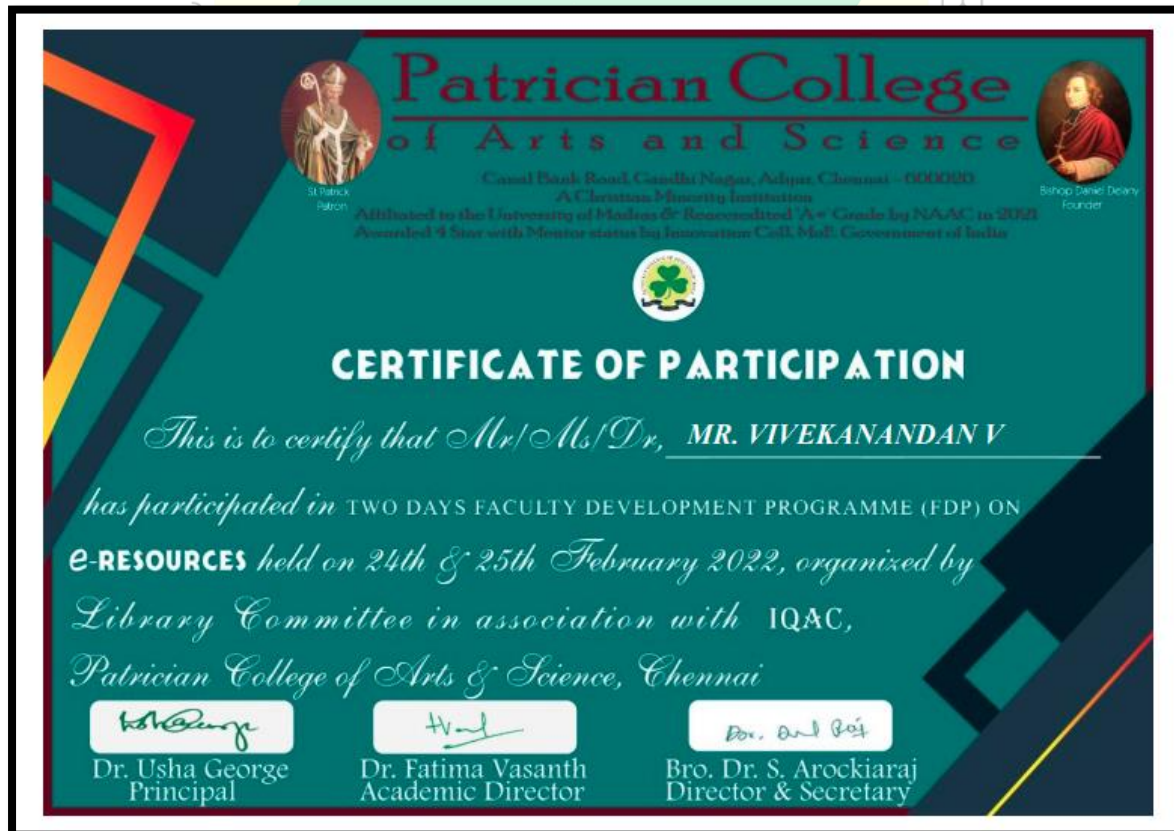 Patrician College
of Arts and Science
Canal Bank Road, Gandhi Nagar, Adyar, Chennai - 600020
A Christian Minority Institution
Affiliated to the University of Madras & Reaccredited 'A+' Grade by NAAC in 2021
Awarded 4 Star with Mentor status by Innovation Cell, MoE, Government of India
St.Patrick
Patron
Bishop Daniel Delany
Founder
CERTIFICATE OF PARTICIPATION
This is to certify that Mr/Ms/Dr, MR. VIVEKANANDAN V
has participated in TWO DAYS FACULTY DEVELOPMENT PROGRAMME (FDP) ON
e-RESOURCES held on 24th & 25th February 2022, organized by
Library Committee in association with IQAC,
Patrician College of Arts & Science, Chennai
Dr. Usha George
Principal
Dr. Fatima Vasanth
Academic Director
Bro. Dr. S. Arockiaraj
Director & Secretary